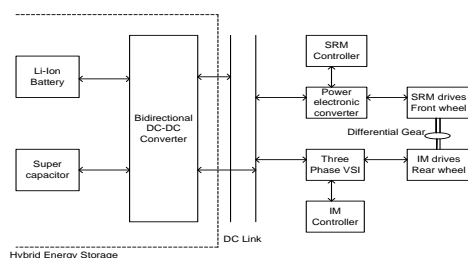 SRM
Controller
Li-Ion
Battery
Bidirectional
DC-DC
Converter
Power
electronic
converter
SRM drives
Front wheel
Differential Gear
Super
capacitor
Three
Phase VSI
IM drives
Rear wheel
IM
Controller
DC Link
Hybrid Energy Storage